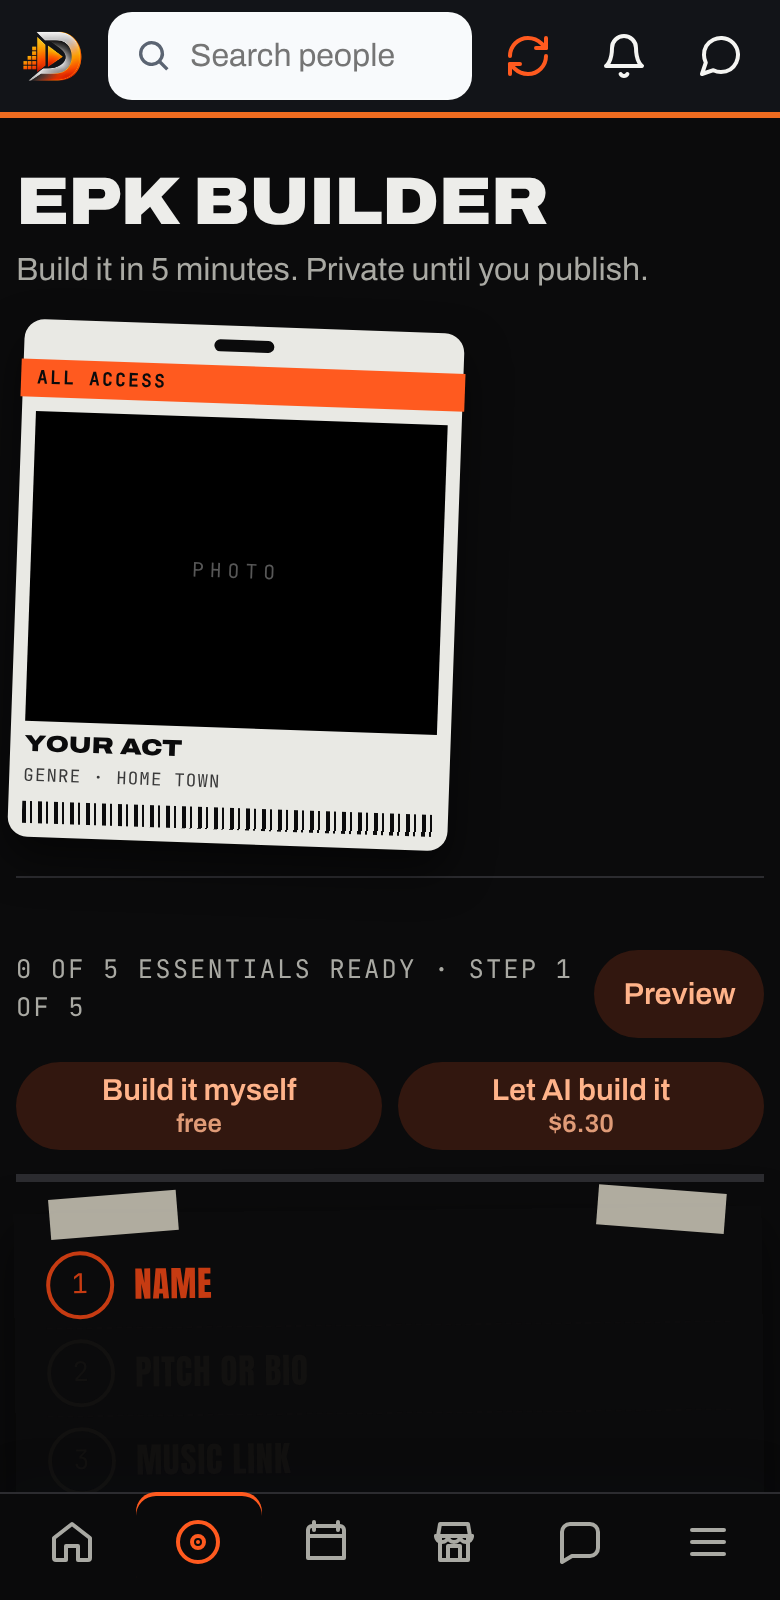 Search people
EPK BUILDER
Build it in 5 minutes. Private until you publish.
ALL ACCESS
PHOTO
YOUR ACT
GENRE · HOME TOWN
0 OF 5 ESSENTIALS READY · STEP 1
OF 5
Preview
Build it myself
free
Let AI build it
$6.30
1 NAME
2 PITCH OR BIO
3 MUSIC LINK